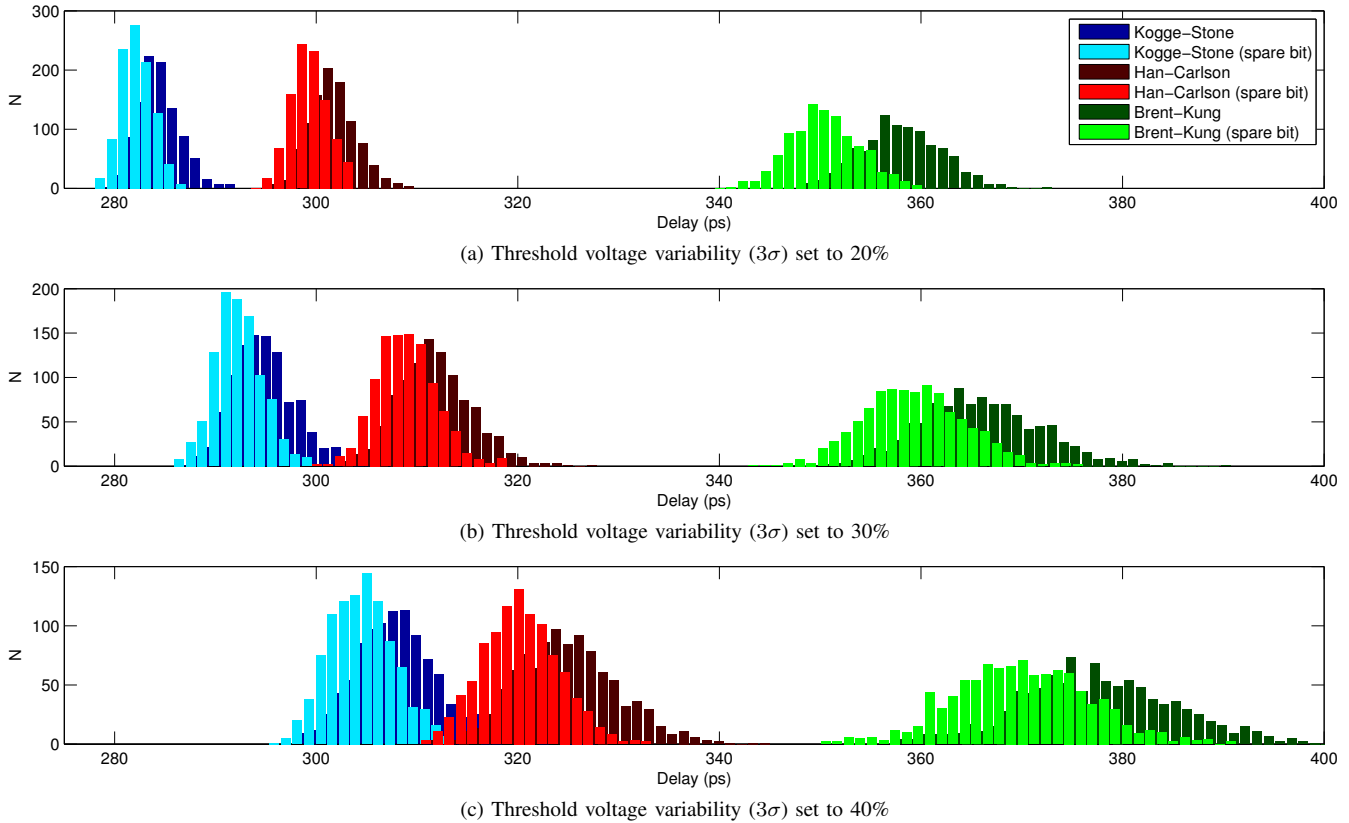 300
200
100
0
N
280
300
320
340
360
380
400
Delay (ps)
Kogge−Stone
Kogge−Stone (spare bit)
Han−Carlson
Han−Carlson (spare bit)
Brent−Kung
Brent−Kung (spare bit)
(a) Threshold voltage variability (3σ) set to 20%
200
150
100
50
0
N
280
300
320
340
360
380
400
Delay (ps)
(b) Threshold voltage variability (3σ) set to 30%
150
100
50
0
N
280
300
320
340
360
380
400
Delay (ps)
(c) Threshold voltage variability (3σ) set to 40%